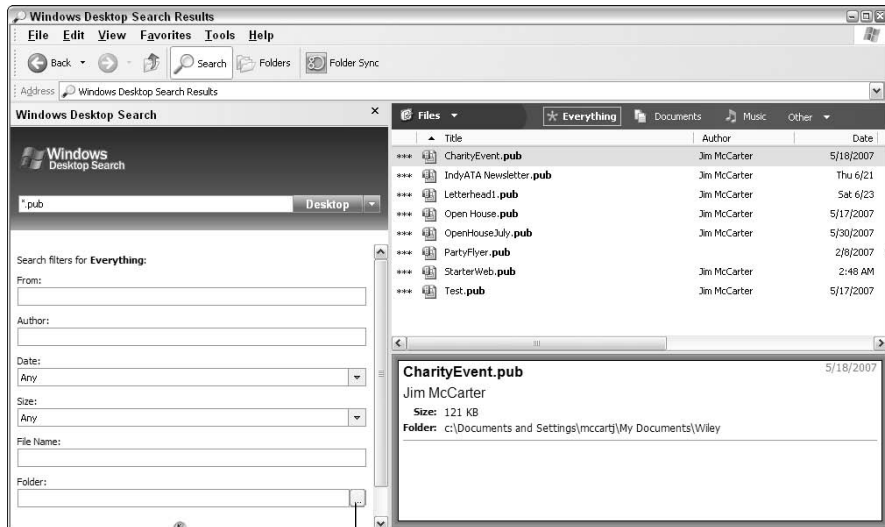 Windows Desktop Search Results
File Edit View Favorites Tools Help
Back Search Folders Folder Sync
Address Windows Desktop Search Results
Windows Desktop Search
Windows
Desktop Search
*.pub Desktop
Search filters for Everything:
From:
Author:
Date:
Any
Size:
Any
File Name:
Folder:
...
Files Everything Documents Music Other
Title Author Date
*** CharityEvent.pub Jim McCarter 5/18/2007
*** IndyATA Newsletter.pub Jim McCarter Thu 6/21
*** Letterhead1.pub Jim McCarter Sat 6/23
*** Open House.pub Jim McCarter 5/17/2007
*** OpenHouseJuly.pub Jim McCarter 5/30/2007
*** PartyFlyer.pub 2/8/2007
*** StarterWeb.pub Jim McCarter 2:48 AM
*** Test.pub Jim McCarter 5/17/2007
CharityEvent.pub 5/18/2007
Jim McCarter
Size: 121 KB
Folder: c:\Documents and Settings\mccartj\My Documents\Wiley